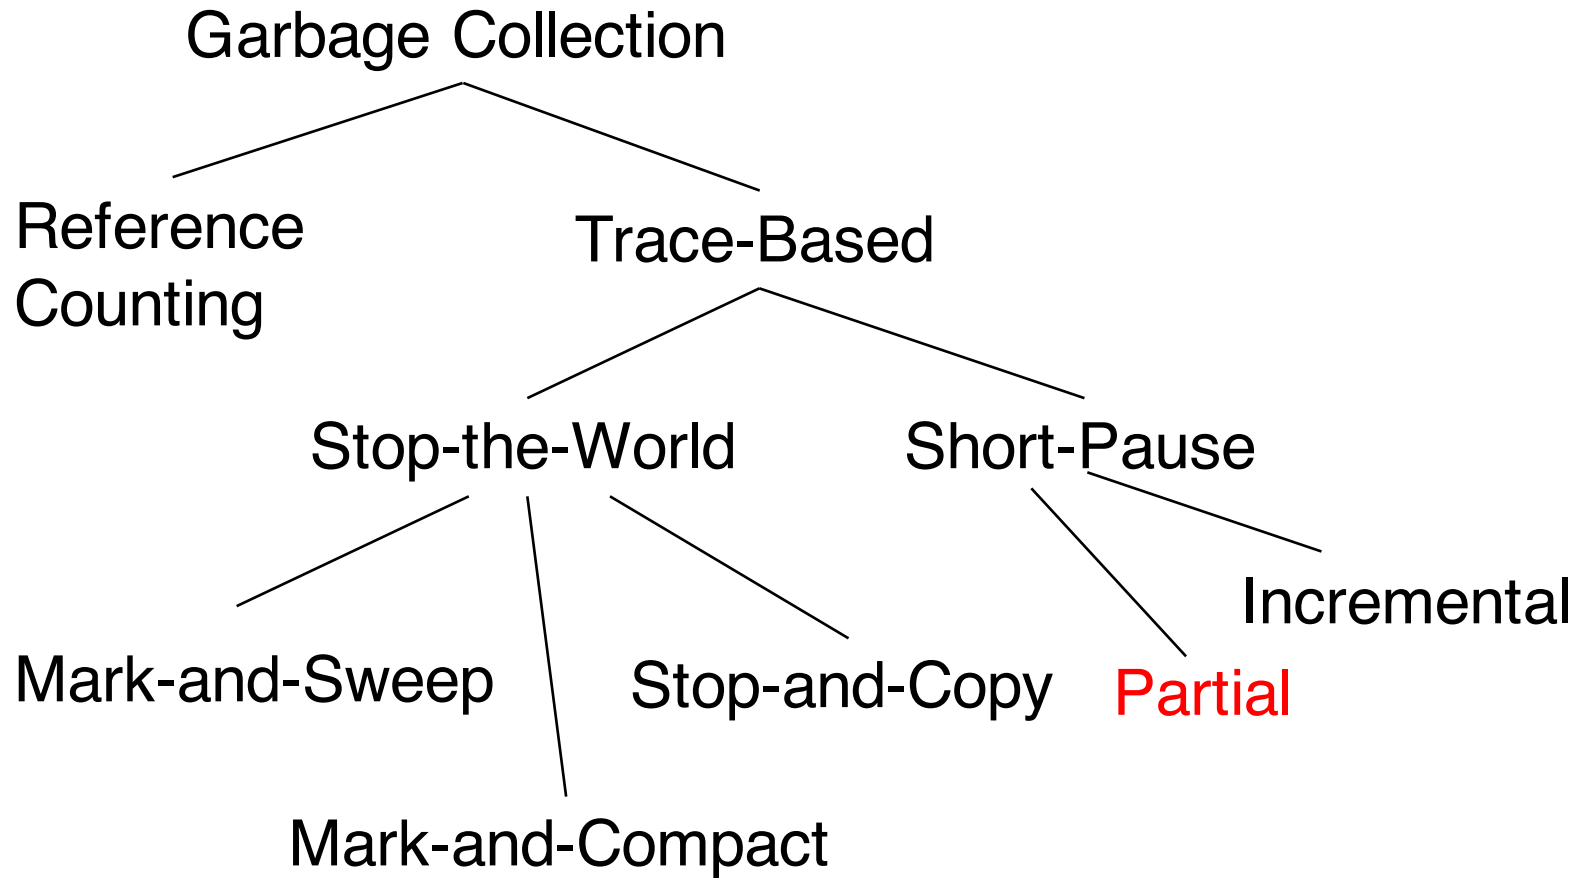 Garbage Collection
Reference
Counting
Trace-Based
Stop-the-World
Short-Pause
Incremental
Mark-and-Sweep
Stop-and-Copy
Partial
Mark-and-Compact